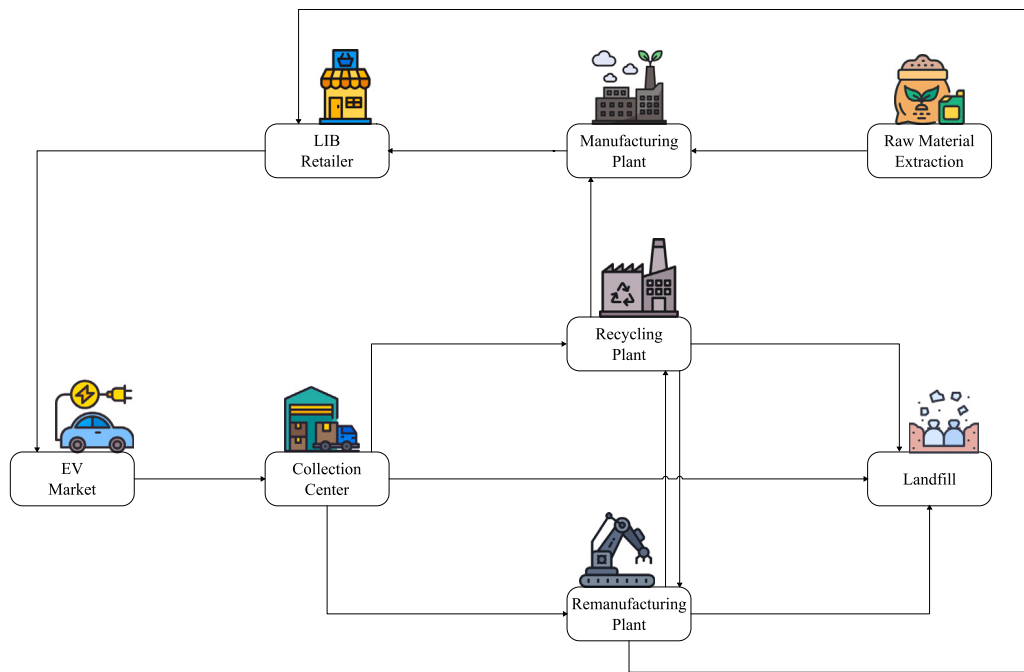 LIB
Retailer
Manufacturing
Plant
Raw Material
Extraction
Recycling
Plant
EV
Market
Collection
Center
Landfill
Remanufacturing
Plant